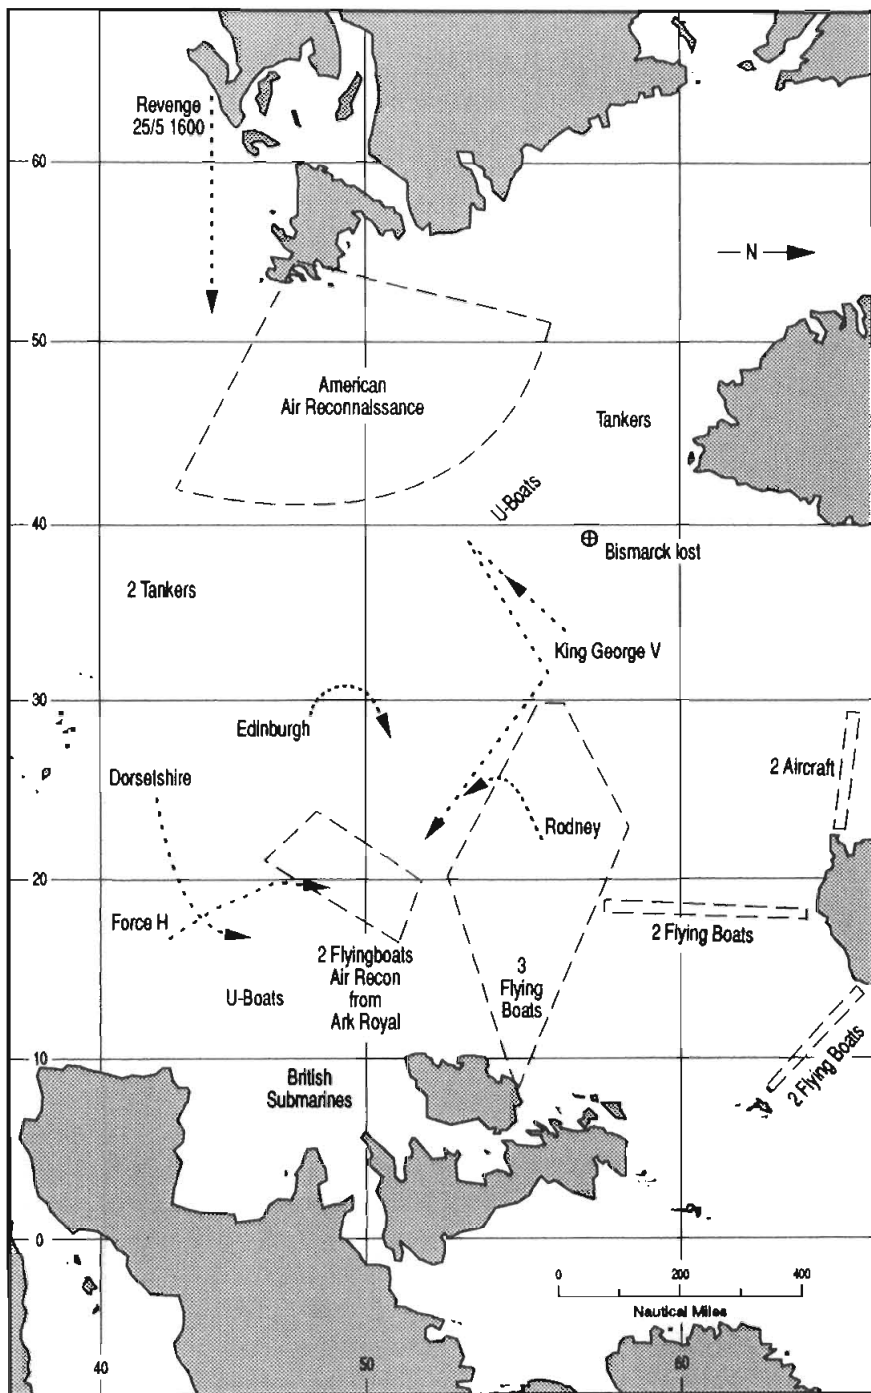 Revenge
25/5 1600
60
N
50
American
Air Reconnaissance
Tankers
U-Boats
40
Bismarck lost
2 Tankers
King George V
30
Edinburgh
2 Aircraft
Dorsetshire
Rodney
20
Force H
2 Flying Boats
2 Flyingboats
Air Recon
from
Ark Royal
3
Flying
Boats
U-Boats
2 Flying Boats
10
British
Submarines
0
0 200 400
Nautical Miles
40 50 60